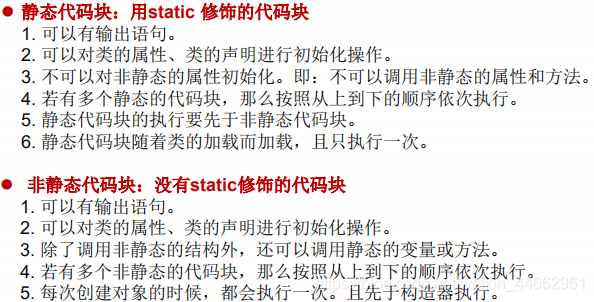 ● 静态代码块：用static 修饰的代码块
1. 可以有输出语句。
2. 可以对类的属性、类的声明进行初始化操作。
3. 不可以对非静态的属性初始化。即：不可以调用非静态的属性和方法。
4. 若有多个静态的代码块，那么按照从上到下的顺序依次执行。
5. 静态代码块的执行要先于非静态代码块。
6. 静态代码块随着类的加载而加载，且只执行一次。
● 非静态代码块：没有static修饰的代码块
1. 可以有输出语句。
2. 可以对类的属性、类的声明进行初始化操作。
3. 除了调用非静态的结构外，还可以调用静态的变量或方法。
4. 若有多个非静态的代码块，那么按照从上到下的顺序依次执行。
5. 每次创建对象的时候，都会执行一次。且先于构造器执行。
44662961